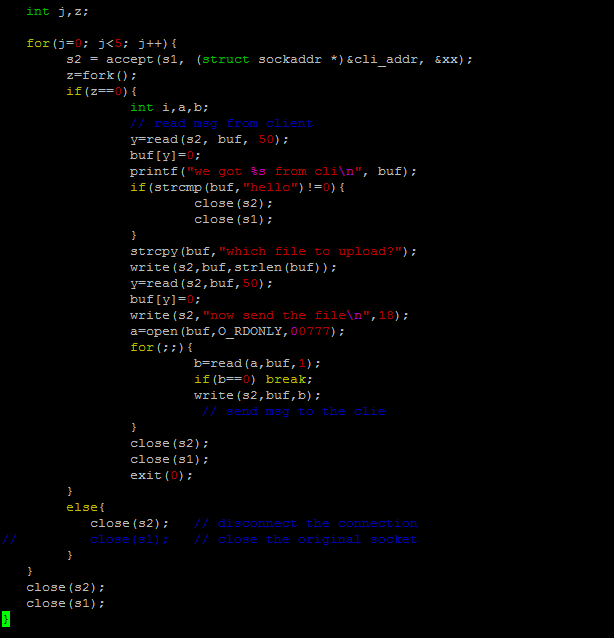 int j,z;
for(j=0; j<5; j++){
s2 = accept(s1, (struct sockaddr *)&cli_addr, &xx);
z=fork();
if(z==0){
int i,a,b;
// read msg from client
y=read(s2, buf, 50);
buf[y]=0;
printf("we got %s from cli\n", buf);
if(strcmp(buf,"hello")!=0){
close(s2);
close(s1);
}
strcpy(buf,"which file to upload?");
write(s2,buf,strlen(buf));
y=read(s2,buf,50);
buf[y]=0;
write(s2,"now send the file\n",18);
a=open(buf,O_RDONLY,00777);
for(;;){
b=read(a,buf,1);
if(b==0) break;
write(s2,buf,b);
// send msg to the clie
}
close(s2);
close(s1);
exit(0);
}
else{
close(s2);   // disconnect the connection
//         close(s1);   // close the original socket
}
}
close(s2);
close(s1);
}